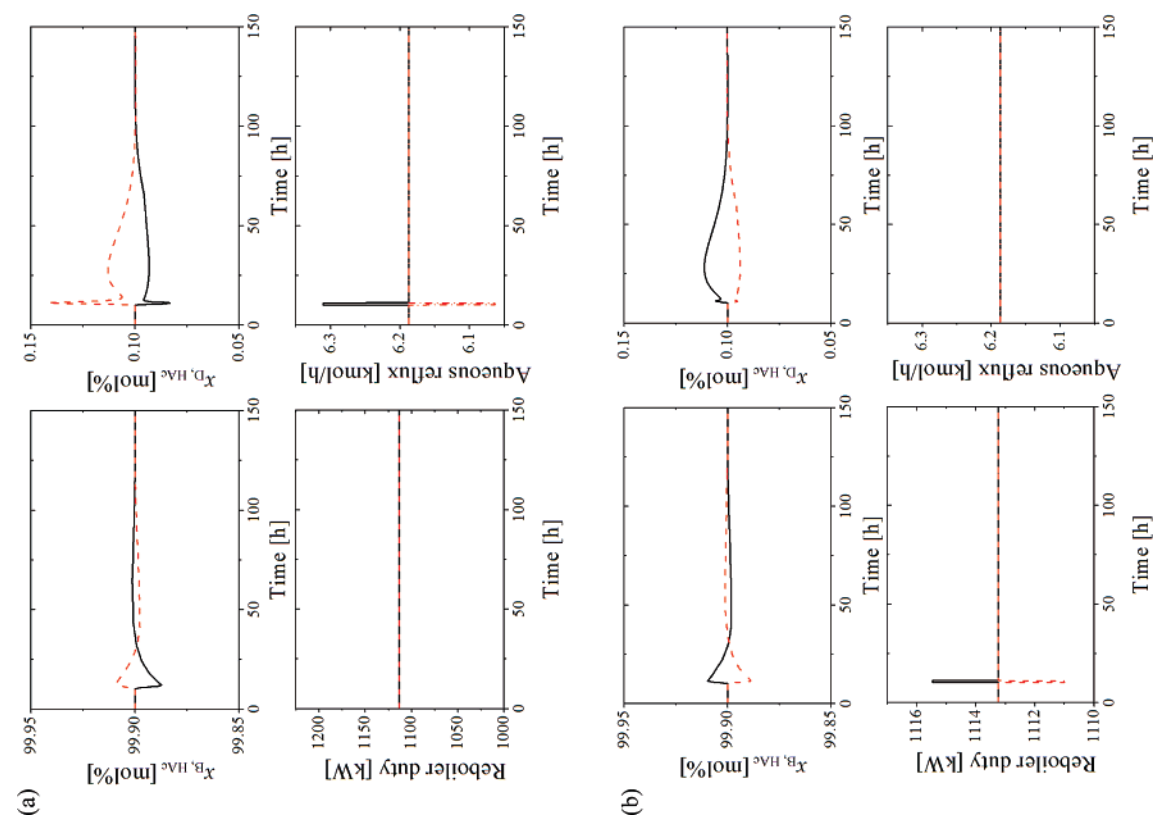 (a)
x_D, HAc [mol%]
0.15
0.10
0.05
0 50 100 150
Time [h]
Aqueous reflux [kmol/h]
6.3
6.2
6.1
0 50 100 150
Time [h]
x_B, HAc [mol%]
99.95
99.90
99.85
0 50 100 150
Time [h]
Reboiler duty [kW]
1200
1150
1100
1050
1000
0 50 100 150
Time [h]
(b)
x_D, HAc [mol%]
0.15
0.10
0.05
0 50 100 150
Time [h]
Aqueous reflux [kmol/h]
6.3
6.2
6.1
0 50 100 150
Time [h]
x_B, HAc [mol%]
99.95
99.90
99.85
0 50 100 150
Time [h]
Reboiler duty [kW]
1116
1114
1112
1110
0 50 100 150
Time [h]